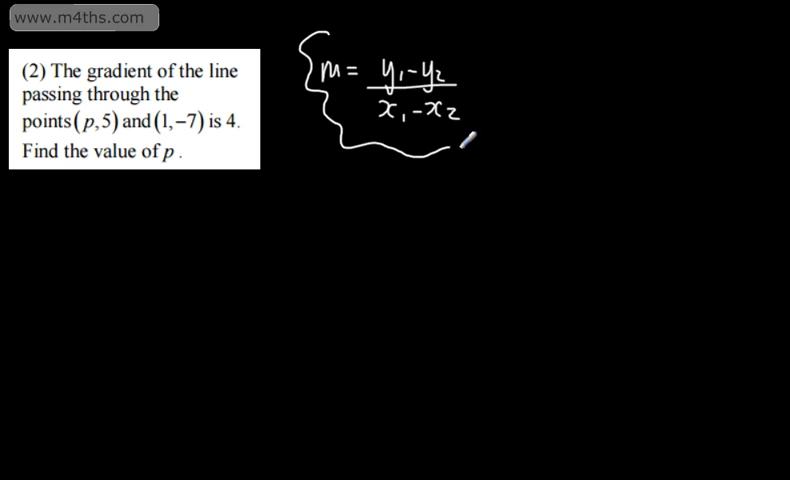 www.m4ths.com
(2) The gradient of the line
passing through the
points (p,5) and (1,−7) is 4.
Find the value of p .
m = y₁ − y₂
x₁ − x₂